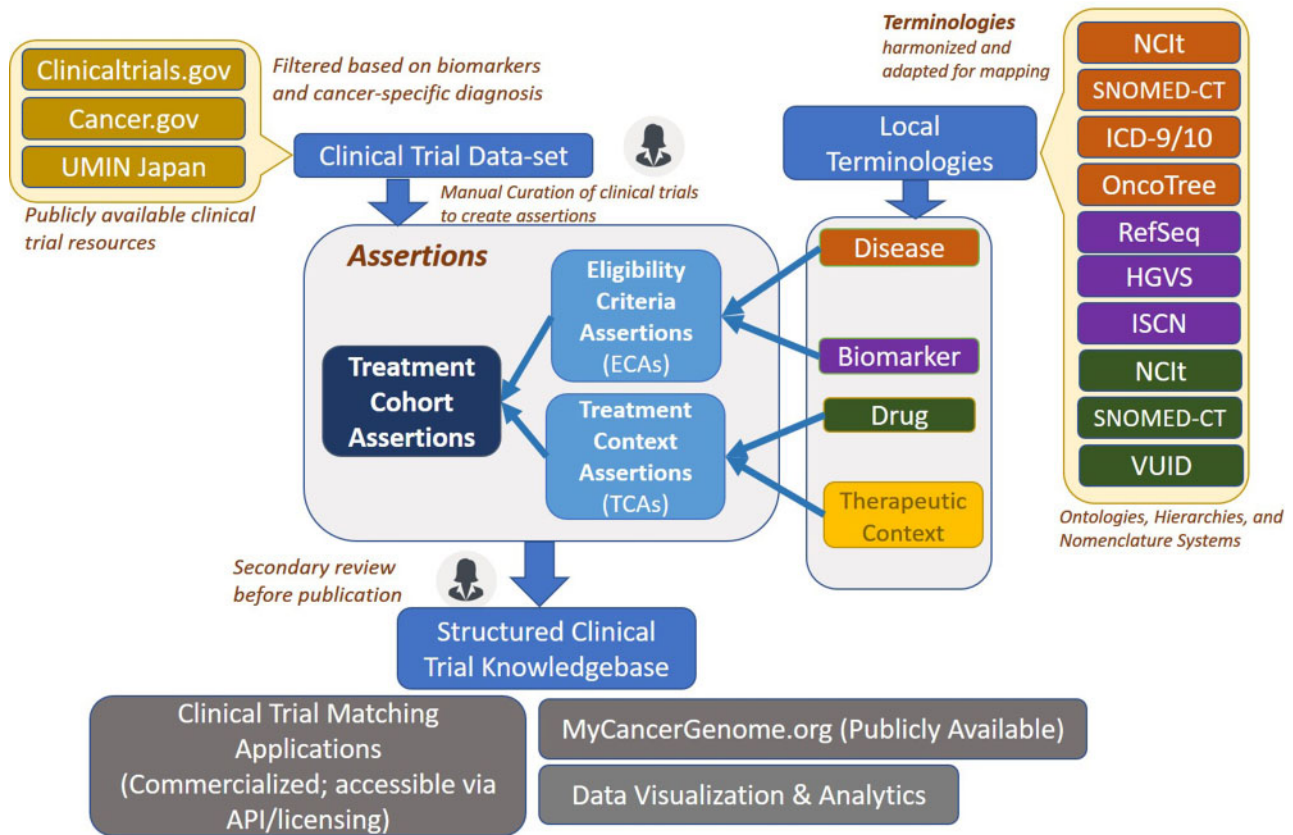 Clinicaltrials.gov
Cancer.gov
UMIN Japan
Publicly available clinical
trial resources
Filtered based on biomarkers
and cancer-specific diagnosis
Clinical Trial Data-set
Manual Curation of clinical trials
to create assertions
Terminologies
harmonized and
adapted for mapping
Local
Terminologies
NCIt
SNOMED-CT
ICD-9/10
OncoTree
RefSeq
HGVS
ISCN
NCIt
SNOMED-CT
VUID
Ontologies, Hierarchies, and
Nomenclature Systems
Assertions
Treatment
Cohort
Assertions
Eligibility
Criteria
Assertions
(ECAs)
Treatment
Context
Assertions
(TCAs)
Disease
Biomarker
Drug
Therapeutic
Context
Secondary review
before publication
Structured Clinical
Trial Knowledgebase
Clinical Trial Matching
Applications
(Commercialized; accessible via
API/licensing)
MyCancerGenome.org (Publicly Available)
Data Visualization & Analytics